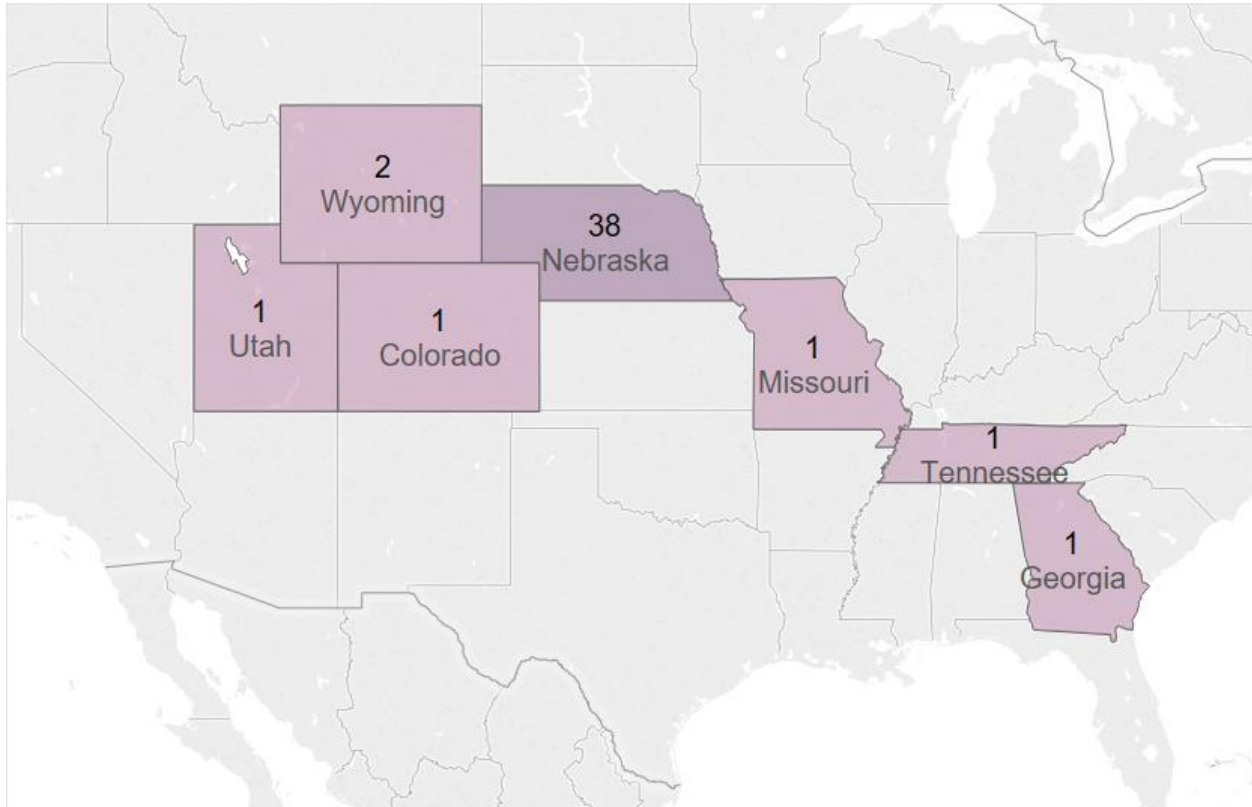 2
Wyoming
38
Nebraska
1
Utah
1
Colorado
1
Missouri
1
Tennessee
1
Georgia